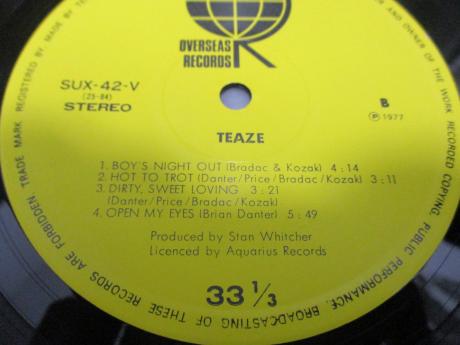 OVERSEAS
RECORDS
SUX-42-V
(25-84)
STEREO
B
Ⓟ1977
TEAZE
1. BOY'S NIGHT OUT (Bradac & Kozak) 4:14
2. HOT TO TROT (Danter/Price/Bradac/Kozak) 3:11
3. DIRTY, SWEET LOVING 3:21
(Danter/Price/Bradac/Kozak)
4. OPEN MY EYES (Brian Danter) 5:49
Produced by Stan Whitcher
Licenced by Aquarius Records
33 1/3
AND OWNER OF THE WORK RECORDED COPYING, PUBLIC PERFORMANCE, BROADCASTING OF THESE RECORDS ARE FORBIDDEN TRADE MARK REGISTERED BY